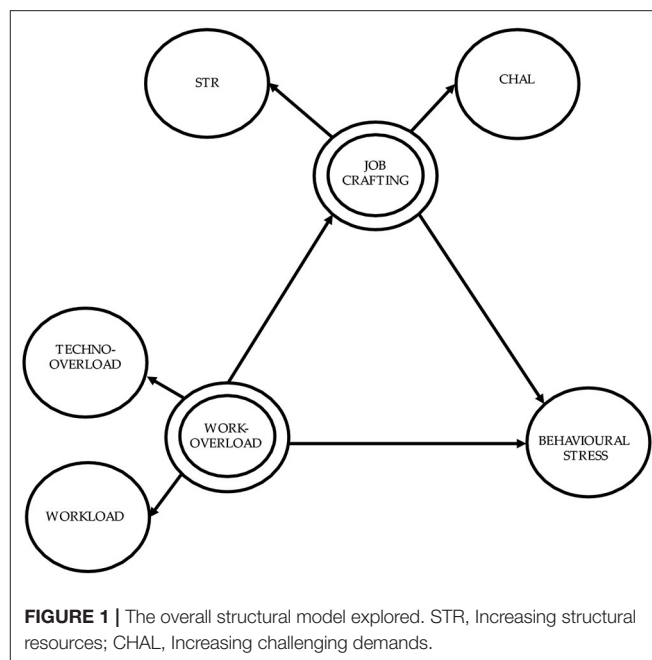 STR
CHAL
JOB
CRAFTING
TECHNO-
OVERLOAD
WORK-
OVERLOAD
BEHAVIOURAL
STRESS
WORKLOAD
FIGURE 1 | The overall structural model explored. STR, Increasing structural
resources; CHAL, Increasing challenging demands.